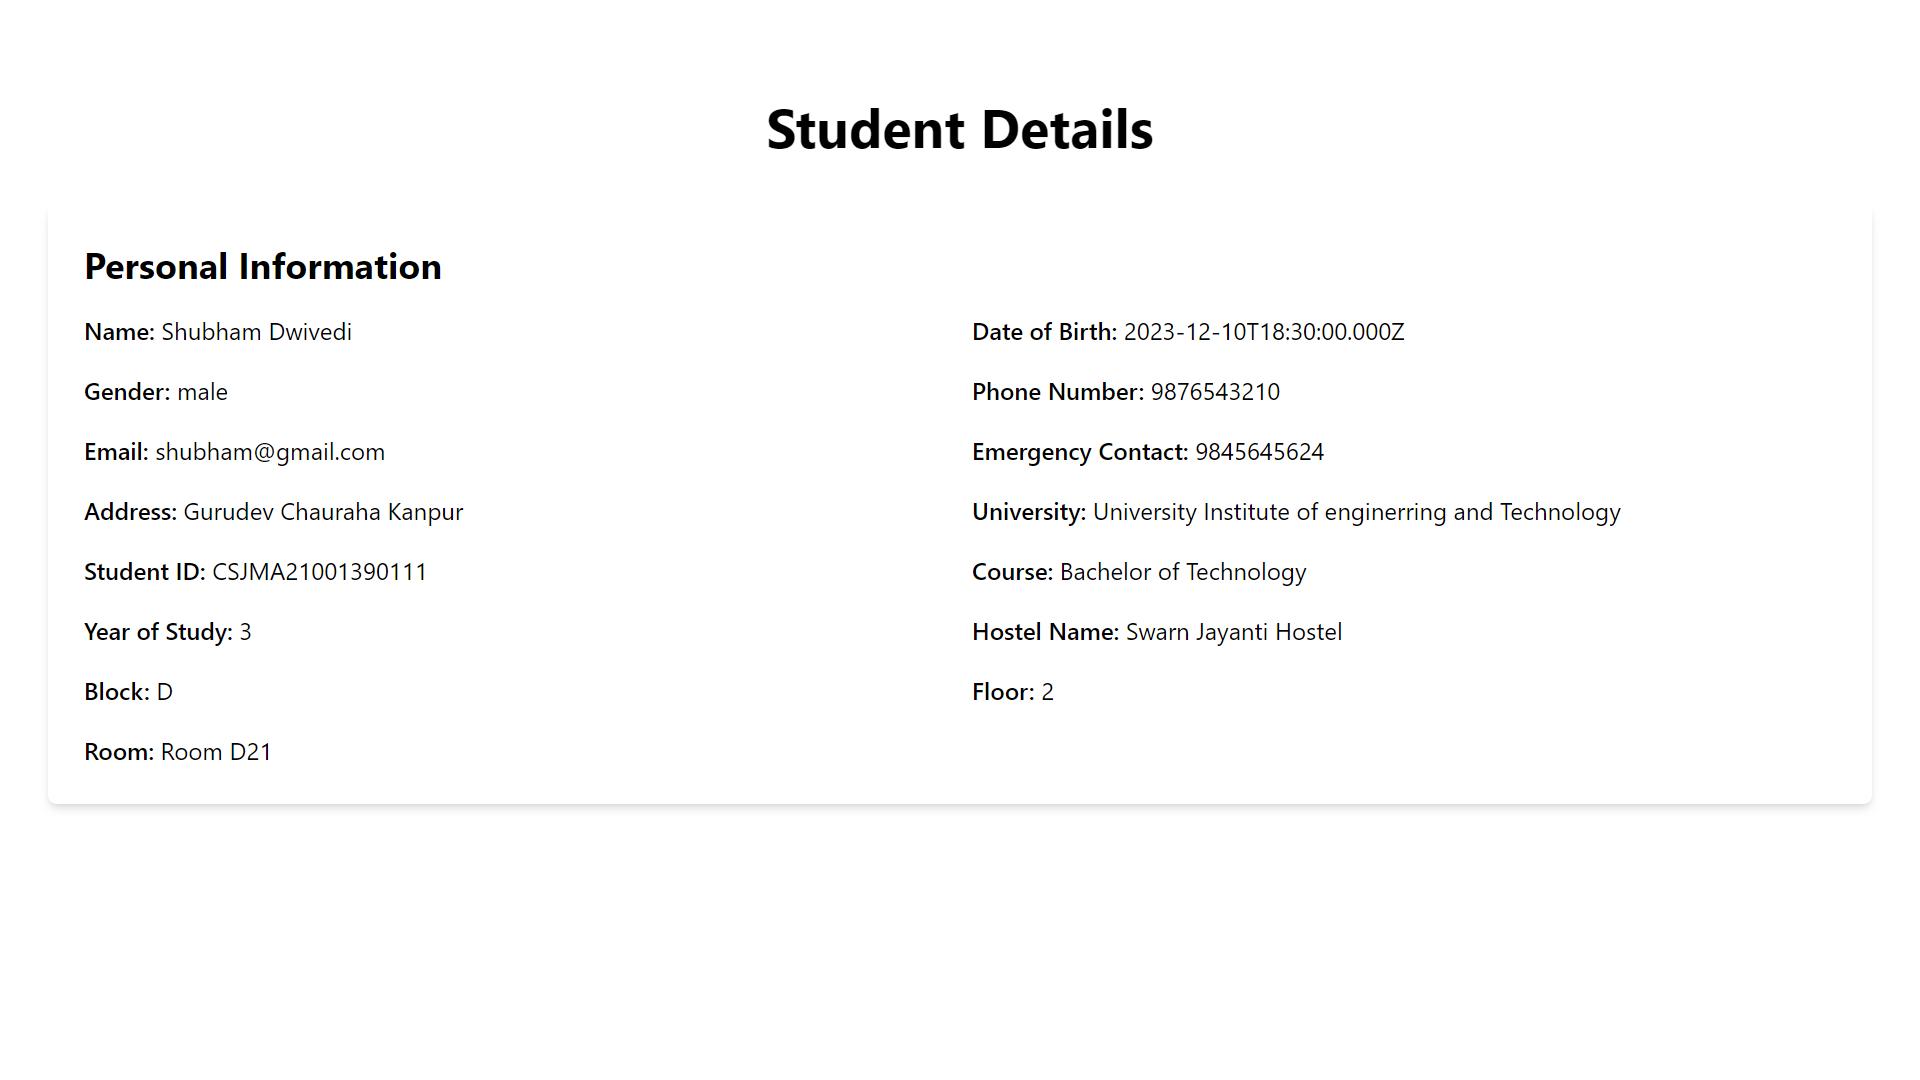 Student Details
Personal Information
Name: Shubham Dwivedi
Date of Birth: 2023-12-10T18:30:00.000Z
Gender: male
Phone Number: 9876543210
Email: shubham@gmail.com
Emergency Contact: 9845645624
Address: Gurudev Chauraha Kanpur
University: University Institute of enginerring and Technology
Student ID: CSJMA21001390111
Course: Bachelor of Technology
Year of Study: 3
Hostel Name: Swarn Jayanti Hostel
Block: D
Floor: 2
Room: Room D21